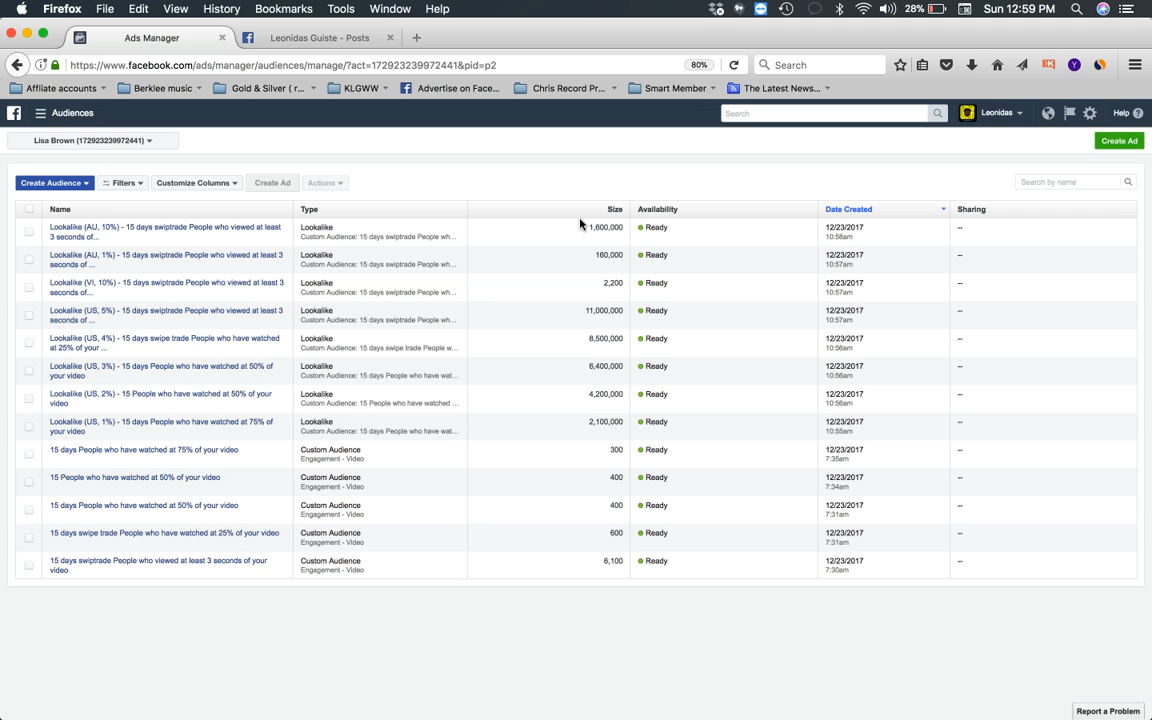 Firefox File Edit View History Bookmarks Tools Window Help 28% Sun 12:59 PM
Ads Manager Leonidas Guiste - Posts
https://www.facebook.com/ads/manager/audiences/manage/?act=172923239972441&pid=p2 80% Search
Affliate accounts Berklee music Gold & Silver ( r... KLGWW Advertise on Face... Chris Record Pr... Smart Member The Latest News...
Audiences Search Leonidas Help
Lisa Brown (172923239972441) Create Ad
Create Audience Filters Customize Columns Create Ad Actions Search by name
Name Type Size Availability Date Created Sharing
Lookalike (AU, 10%) - 15 days swiptrade People who viewed at least Lookalike 1,600,000 Ready 12/23/2017 --
3 seconds of... Custom Audience: 15 days swiptrade People wh... 10:58am
Lookalike (AU, 1%) - 15 days swiptrade People who viewed at least 3 Lookalike 160,000 Ready 12/23/2017 --
seconds of ... Custom Audience: 15 days swiptrade People wh... 10:57am
Lookalike (VI, 10%) - 15 days swiptrade People who viewed at least 3 Lookalike 2,200 Ready 12/23/2017 --
seconds of... Custom Audience: 15 days swiptrade People wh... 10:57am
Lookalike (US, 5%) - 15 days swiptrade People who viewed at least 3 Lookalike 11,000,000 Ready 12/23/2017 --
seconds of ... Custom Audience: 15 days swiptrade People wh... 10:57am
Lookalike (US, 4%) - 15 days swipe trade People who have watched Lookalike 8,500,000 Ready 12/23/2017 --
at 25% of your ... Custom Audience: 15 days swipe trade People w... 10:56am
Lookalike (US, 3%) - 15 days People who have watched at 50% of Lookalike 6,400,000 Ready 12/23/2017 --
your video Custom Audience: 15 days People who have wat... 10:56am
Lookalike (US, 2%) - 15 People who have watched at 50% of your Lookalike 4,200,000 Ready 12/23/2017 --
video Custom Audience: 15 People who have watched ... 10:56am
Lookalike (US, 1%) - 15 days People who have watched at 75% of Lookalike 2,100,000 Ready 12/23/2017 --
your video Custom Audience: 15 days People who have wat... 10:55am
15 days People who have watched at 75% of your video Custom Audience 300 Ready 12/23/2017 --
Engagement - Video 7:35am
15 People who have watched at 50% of your video Custom Audience 400 Ready 12/23/2017 --
Engagement - Video 7:34am
15 days People who have watched at 50% of your video Custom Audience 400 Ready 12/23/2017 --
Engagement - Video 7:31am
15 days swipe trade People who have watched at 25% of your video Custom Audience 600 Ready 12/23/2017 --
Engagement - Video 7:31am
15 days swiptrade People who viewed at least 3 seconds of your Custom Audience 6,100 Ready 12/23/2017 --
video Engagement - Video 7:30am
Report a Problem